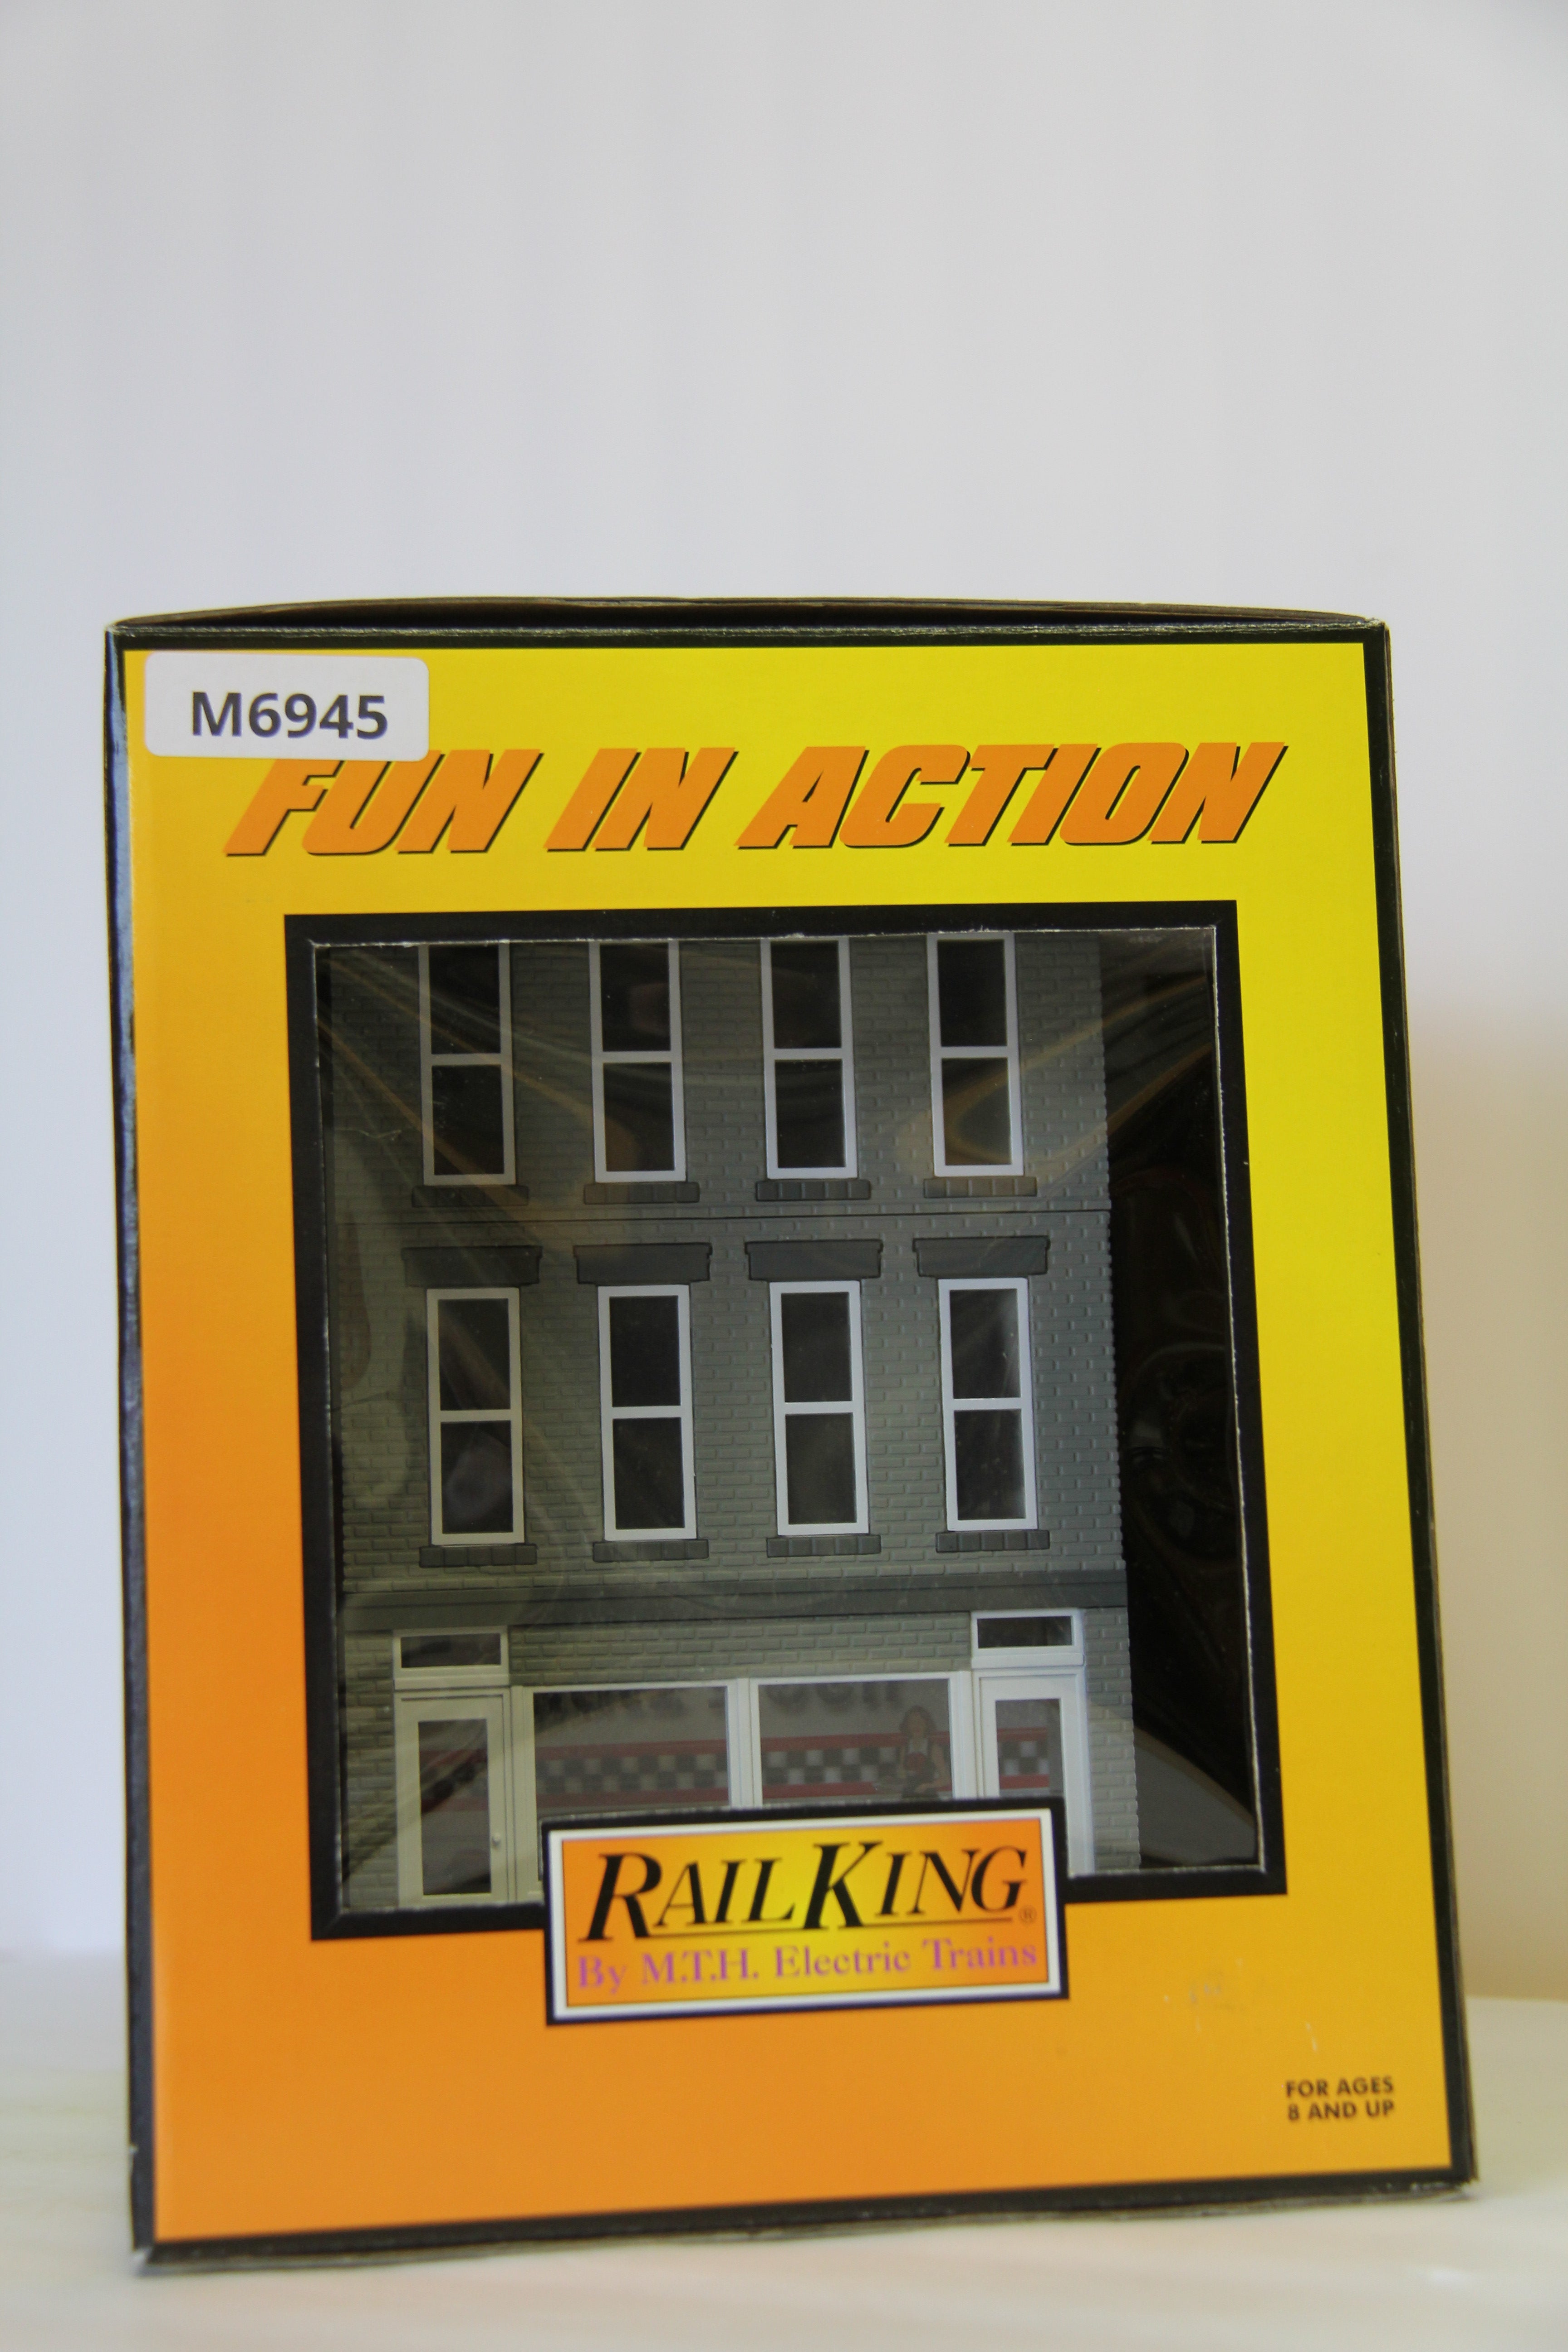 M6945
FUN IN ACTION
RAILKING®
By M.T.H. Electric Trains
FOR AGES
8 AND UP